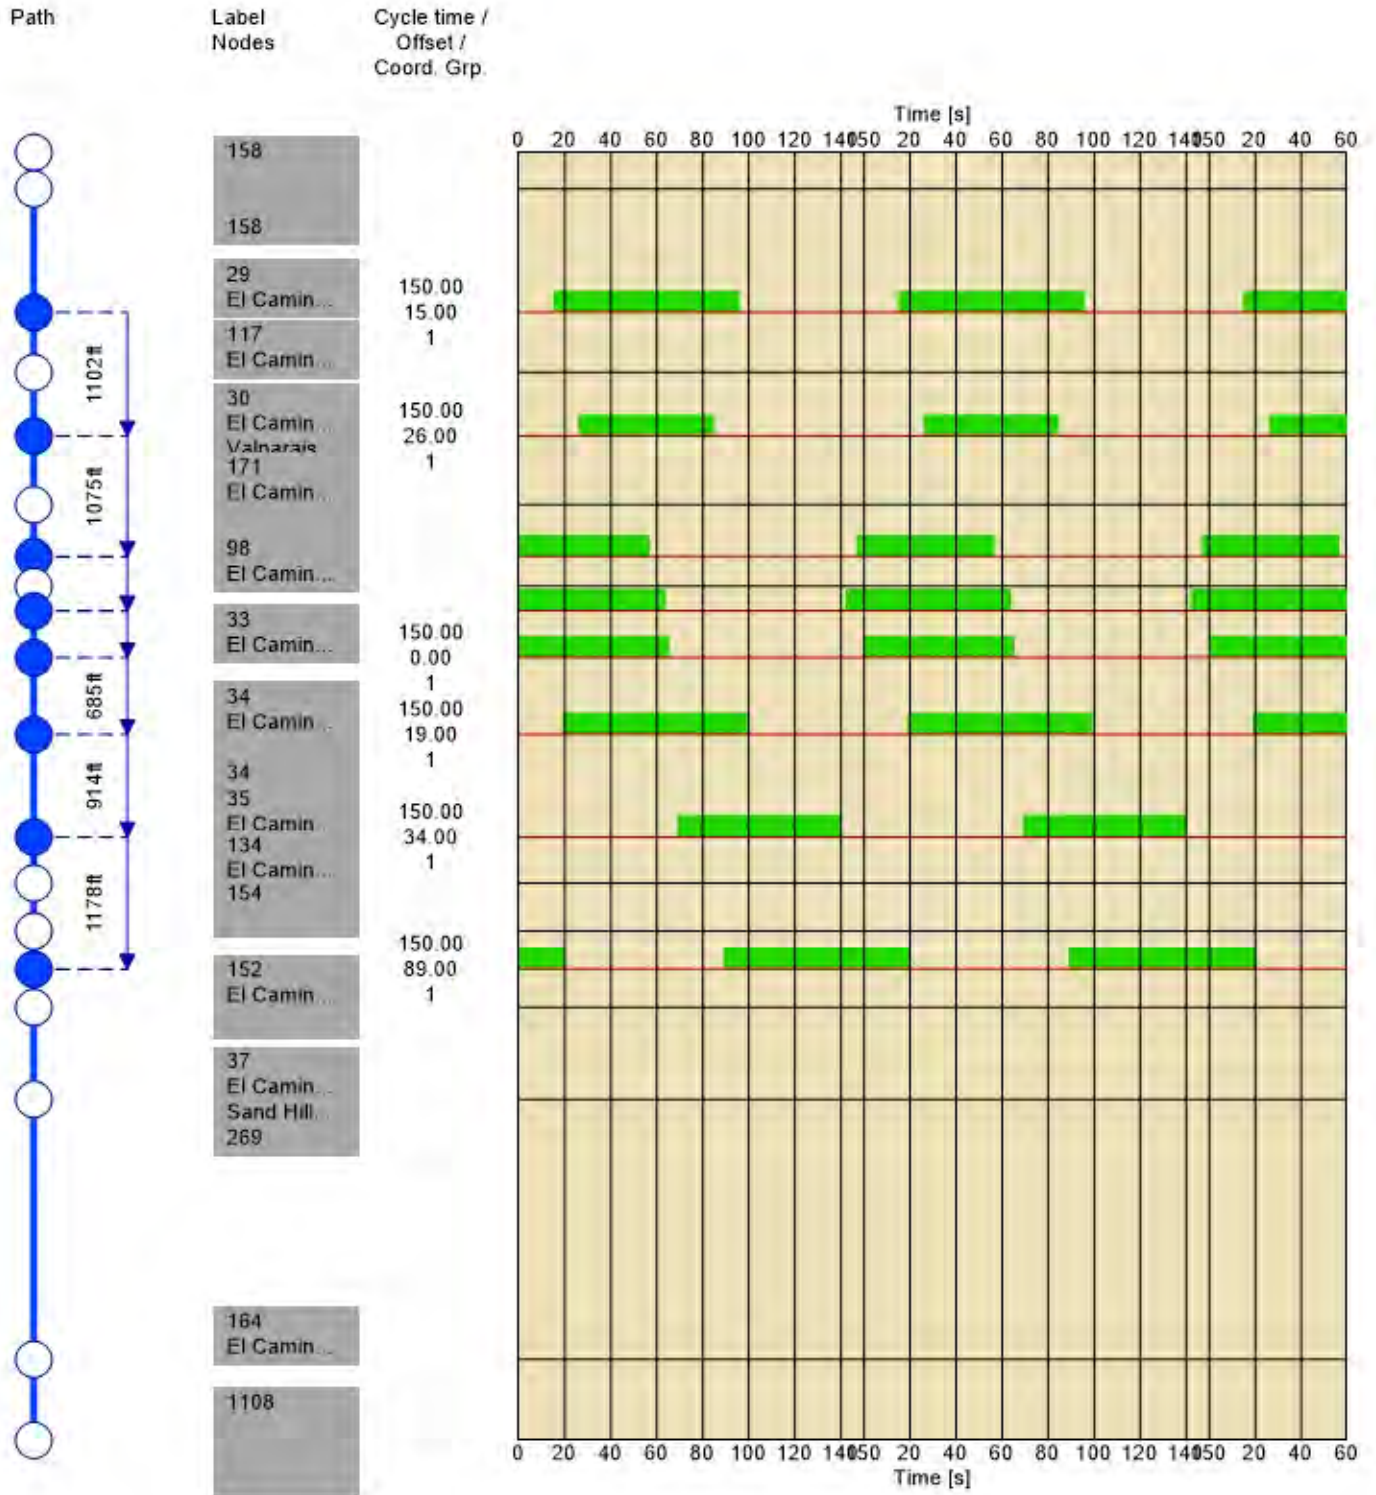 Path
Label
Nodes
Cycle time /
Offset /
Coord. Grp.
Time [s]
0 20 40 60 80 100 120 140 150 20 40 60 80 100 120 140 150 20 40 60
158
158
29
El Camin...
150.00
15.00
1
117
El Camin...
1102ft
30
El Camin...
Valparais...
150.00
26.00
1
171
El Camin...
1075ft
98
El Camin...
33
El Camin...
150.00
0.00
1
685ft
34
El Camin...
150.00
19.00
1
34
914ft
35
El Camin...
150.00
34.00
1
134
El Camin...
154
1178ft
150.00
89.00
1
152
El Camin...
37
El Camin...
Sand Hill...
269
164
El Camin...
1108
0 20 40 60 80 100 120 140 150 20 40 60 80 100 120 140 150 20 40 60
Time [s]